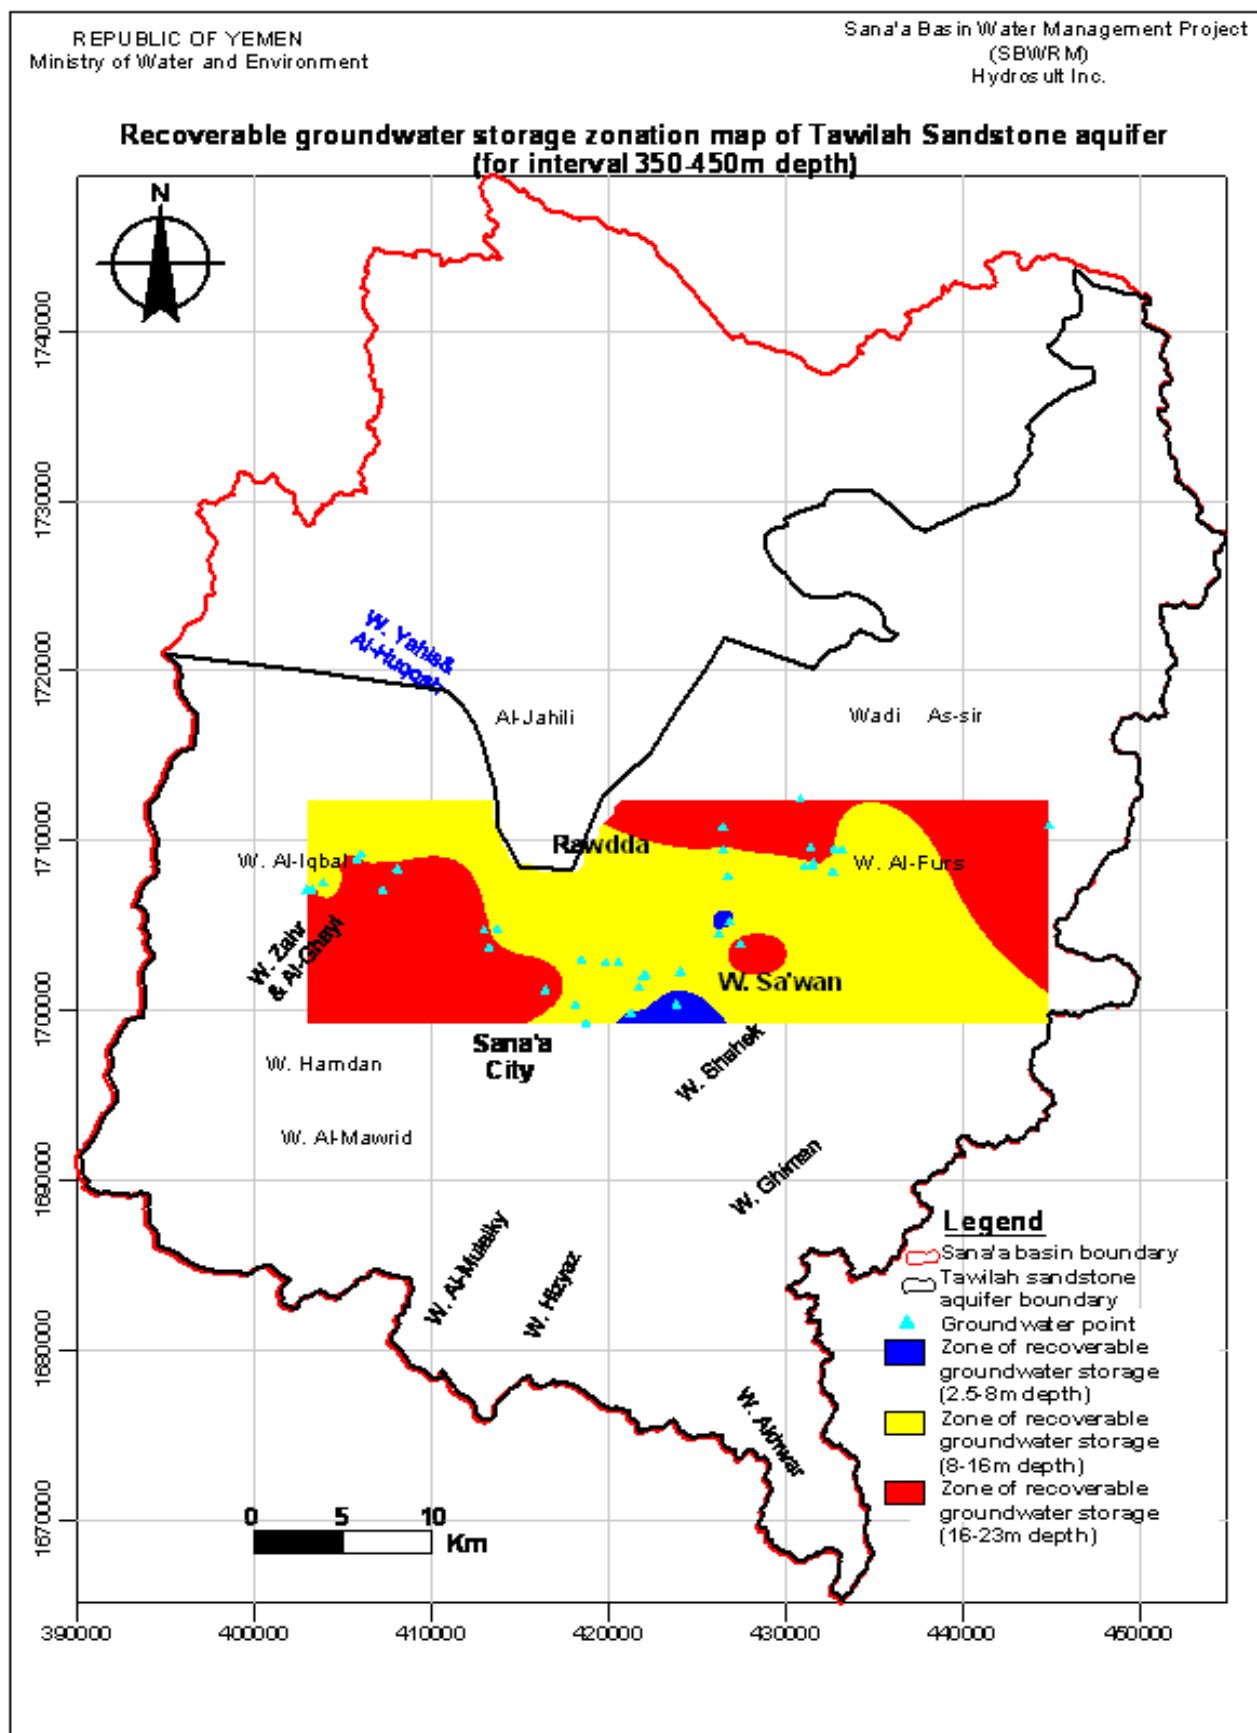 REPUBLIC OF YEMEN
Ministry of Water and Environment
Sana'a Basin Water Management Project
(SBWRM)
Hydrosult Inc.
Recoverable groundwater storage zonation map of Tawilah Sandstone aquifer
(for interval 350-450m depth)
N
1740000
1730000
1720000
1710000
1700000
1690000
1680000
1670000
W. Yahis&
Al-Huqosh
Al-Jahili
Wadi As-sir
Rawdda
W. Al-Iqbal
W. Al-Furs
W. Zahr
& Al-Ghayl
W. Sa'wan
Sana'a
City
W. Shahek
W. Hamdan
W. Al-Mawrid
W. Ghiman
W. Al-Mulaiky
W. Hizyaz
W. Akhwar
Legend
Sana'a basin boundary
Tawilah sandstone
aquifer boundary
Groundwater point
Zone of recoverable
groundwater storage
(2.5-8m depth)
Zone of recoverable
groundwater storage
(8-16m depth)
Zone of recoverable
groundwater storage
(16-23m depth)
0 5 10
Km
390000 400000 410000 420000 430000 440000 450000